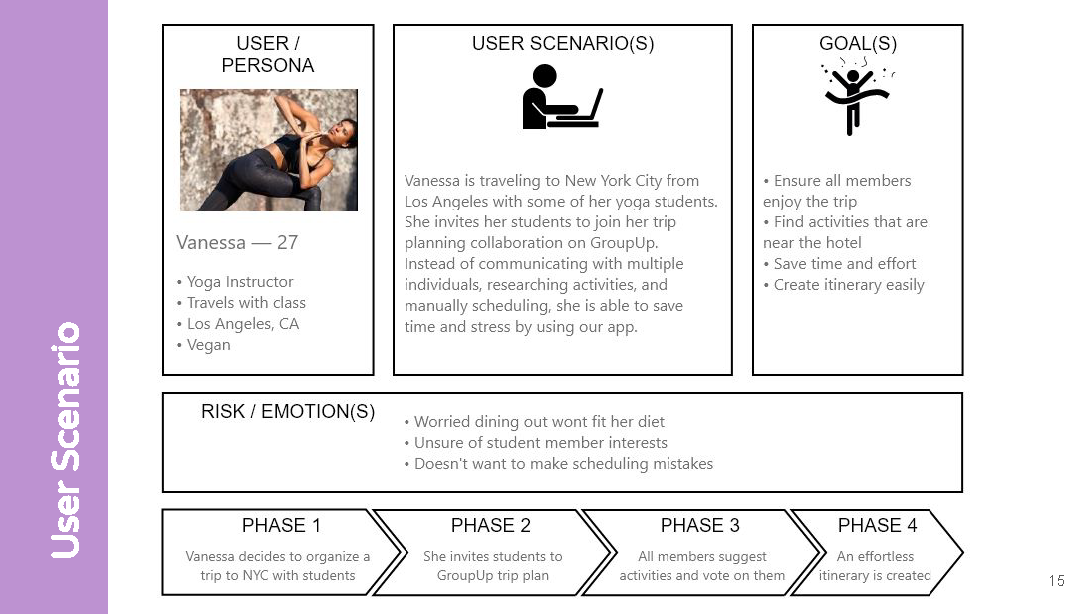 User Scenario
USER /
PERSONA
Vanessa — 27
• Yoga Instructor
• Travels with class
• Los Angeles, CA
• Vegan
USER SCENARIO(S)
Vanessa is traveling to New York City from
Los Angeles with some of her yoga students.
She invites her students to join her trip
planning collaboration on GroupUp.
Instead of communicating with multiple
individuals, researching activities, and
manually scheduling, she is able to save
time and stress by using our app.
GOAL(S)
• Ensure all members
enjoy the trip
• Find activities that are
near the hotel
• Save time and effort
• Create itinerary easily
RISK / EMOTION(S)
• Worried dining out wont fit her diet
• Unsure of student member interests
• Doesn't want to make scheduling mistakes
PHASE 1
Vanessa decides to organize a
trip to NYC with students
PHASE 2
She invites students to
GroupUp trip plan
PHASE 3
All members suggest
activities and vote on them
PHASE 4
An effortless
itinerary is created
15